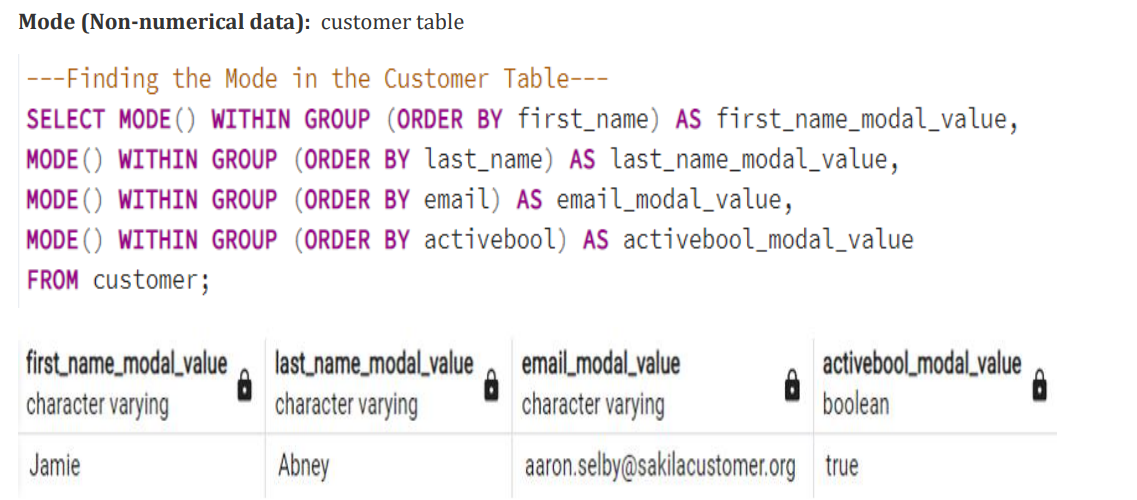 Mode (Non-numerical data): customer table
---Finding the Mode in the Customer Table---
SELECT MODE() WITHIN GROUP (ORDER BY first_name) AS first_name_modal_value,
MODE() WITHIN GROUP (ORDER BY last_name) AS last_name_modal_value,
MODE() WITHIN GROUP (ORDER BY email) AS email_modal_value,
MODE() WITHIN GROUP (ORDER BY activebool) AS activebool_modal_value
FROM customer;
first_name_modal_value last_name_modal_value email_modal_value activebool_modal_value
character varying character varying character varying boolean
Jamie Abney aaron.selby@sakilacustomer.org true